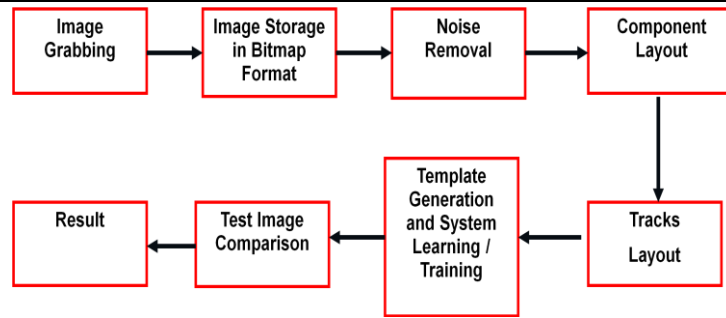 Image
Grabbing
Image Storage
in Bitmap
Format
Noise
Removal
Component
Layout
Tracks
Layout
Template
Generation
and System
Learning /
Training
Test Image
Comparison
Result